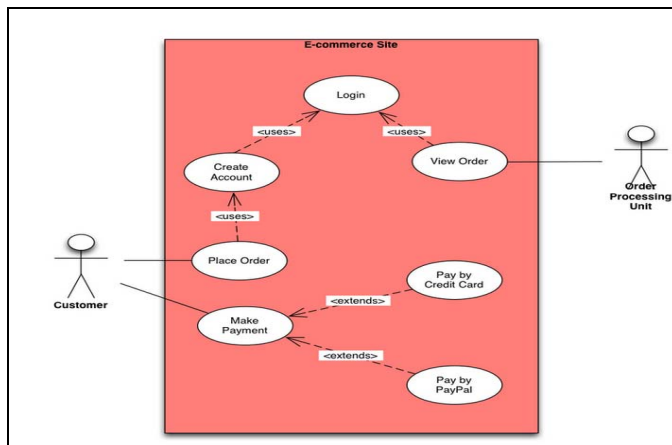 E-commerce Site
Login
<uses>
<uses>
Create
Account
View Order
Order
Processing
Unit
<uses>
Place Order
Customer
Pay by
Credit Card
<extends>
Make
Payment
<extends>
Pay by
PayPal